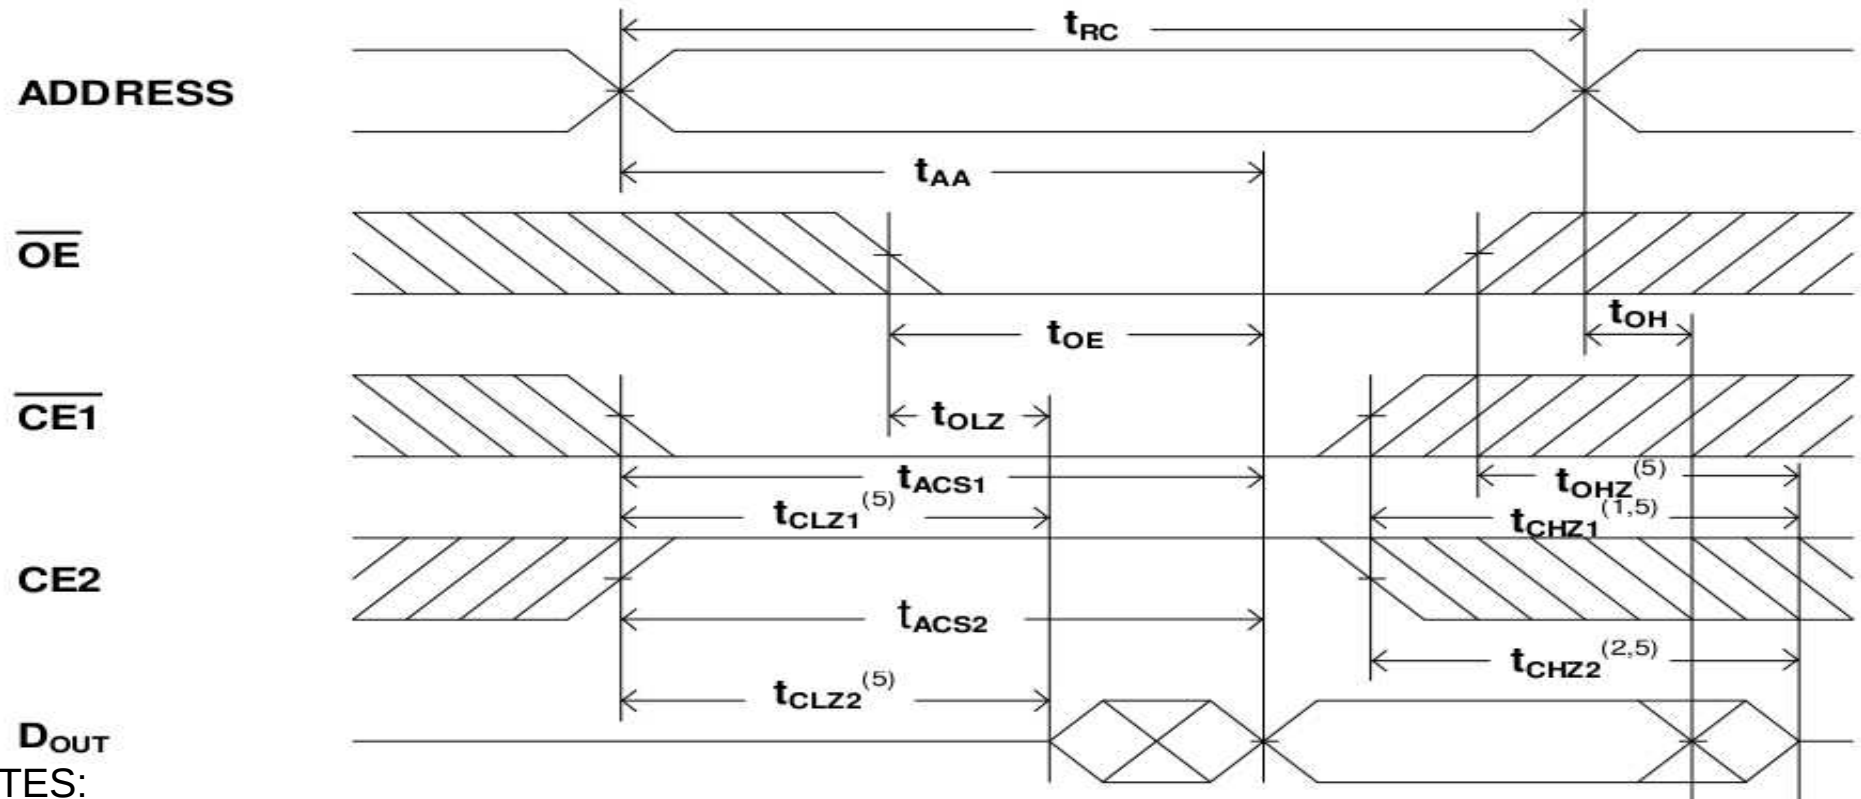 tRC
ADDRESS
tAA
OE
tOH
tOE
CE1
tOLZ
tACS1
tOHZ(5)
tCLZ1(5)
tCHZ1(1,5)
CE2
tACS2
tCHZ2(2,5)
tCLZ2(5)
DOUT
TES: